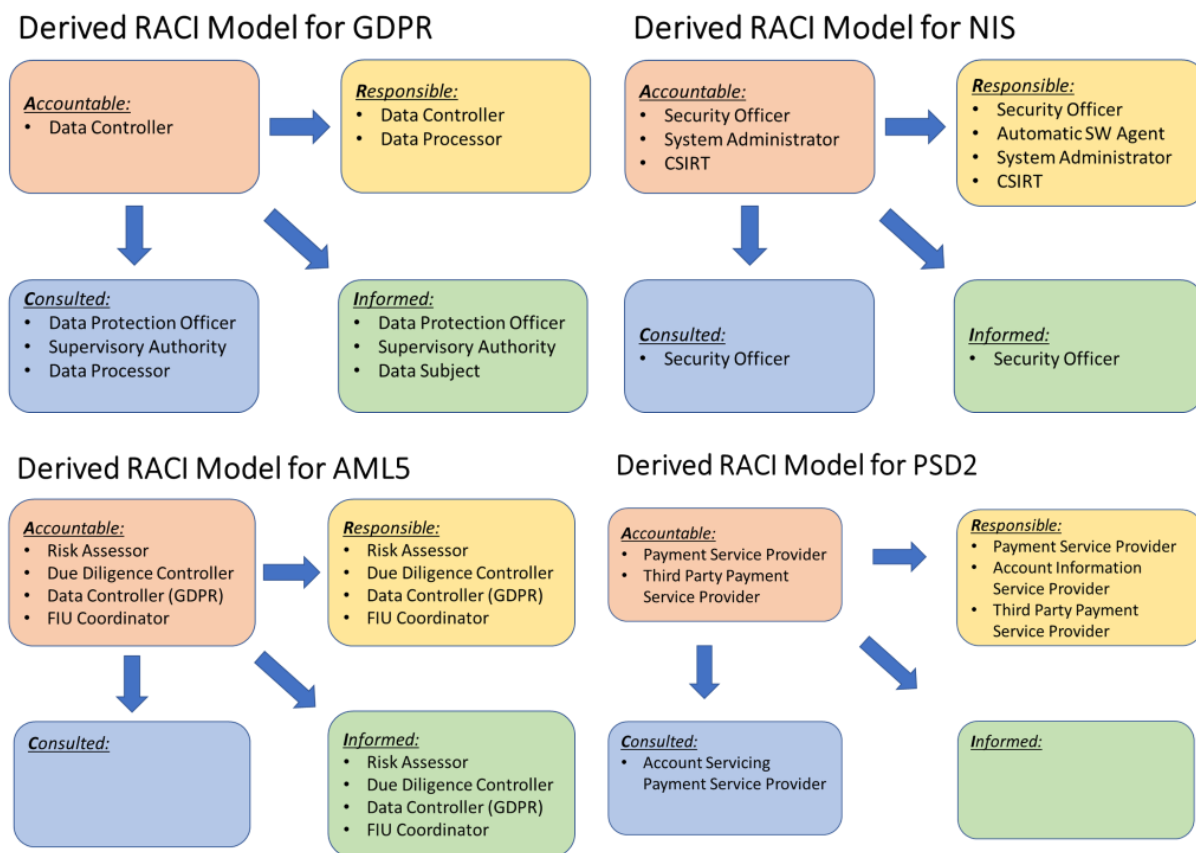 Derived RACI Model for GDPR
Accountable:
• Data Controller
Responsible:
• Data Controller
• Data Processor
Consulted:
• Data Protection Officer
• Supervisory Authority
• Data Processor
Informed:
• Data Protection Officer
• Supervisory Authority
• Data Subject
Derived RACI Model for NIS
Accountable:
• Security Officer
• System Administrator
• CSIRT
Responsible:
• Security Officer
• Automatic SW Agent
• System Administrator
• CSIRT
Consulted:
• Security Officer
Informed:
• Security Officer
Derived RACI Model for AML5
Accountable:
• Risk Assessor
• Due Diligence Controller
• Data Controller (GDPR)
• FIU Coordinator
Responsible:
• Risk Assessor
• Due Diligence Controller
• Data Controller (GDPR)
• FIU Coordinator
Consulted:
Informed:
• Risk Assessor
• Due Diligence Controller
• Data Controller (GDPR)
• FIU Coordinator
Derived RACI Model for PSD2
Accountable:
• Payment Service Provider
• Third Party Payment
Service Provider
Responsible:
• Payment Service Provider
• Account Information
Service Provider
• Third Party Payment
Service Provider
Consulted:
• Account Servicing
Payment Service Provider
Informed: